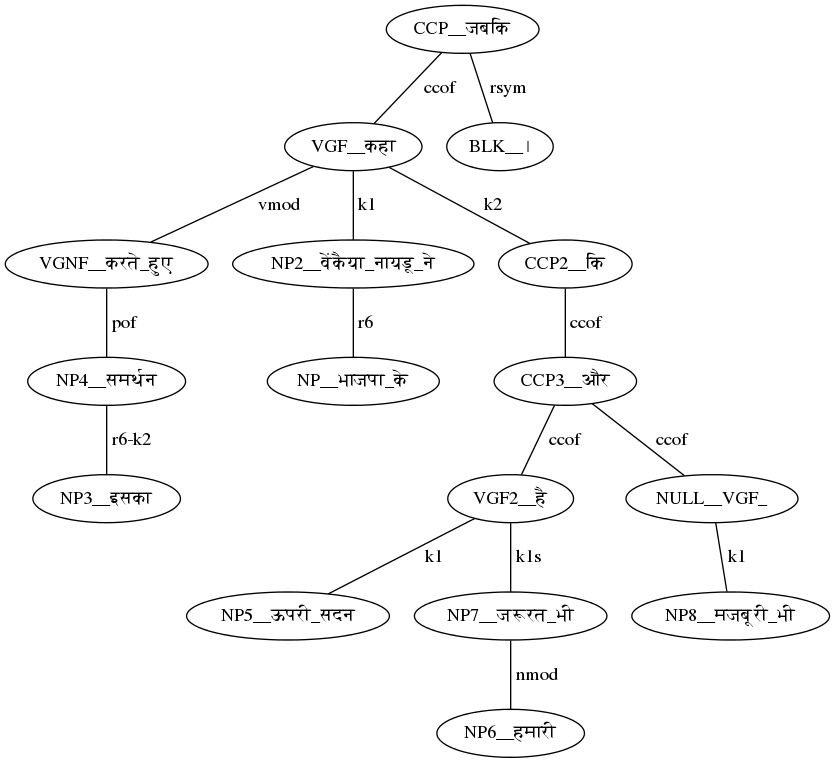 CCP__जबकि
ccof
rsym
VGF__कहा
BLK__।
vmod
k1
k2
VGNF__करते_हुए
NP2__वेंकैया_नायडू_ने
CCP2__कि
pof
r6
ccof
NP4__समर्थन
NP__भाजपा_के
CCP3__और
r6-k2
ccof
ccof
NP3__इसका
VGF2__है
NULL__VGF_
k1
k1s
k1
NP5__ऊपरी_सदन
NP7__जरूरत_भी
NP8__मजबूरी_भी
nmod
NP6__हमारी